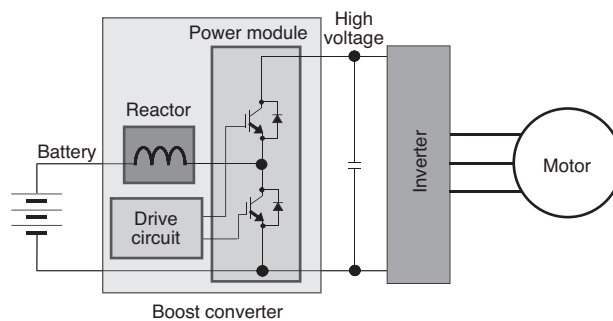 High
voltage
Power module
Reactor
Battery
Drive
circuit
Inverter
Motor
Boost converter